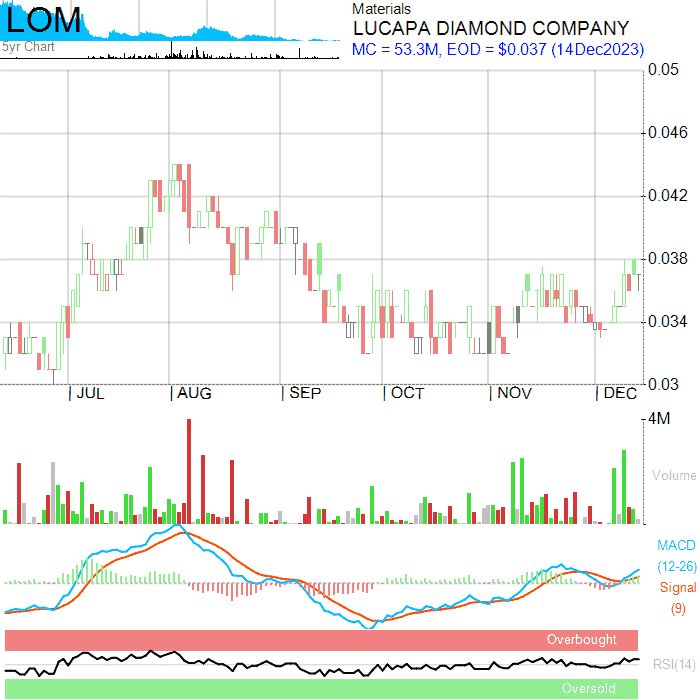 LOM
5yr Chart
Materials
LUCAPA DIAMOND COMPANY
MC = 53.3M, EOD = $0.037 (14Dec2023)
0.05
0.046
0.042
0.038
0.034
0.03
JUL AUG SEP OCT NOV DEC
4M
Volume
MACD
(12-26)
Signal
(9)
Overbought
RSI(14)
Oversold